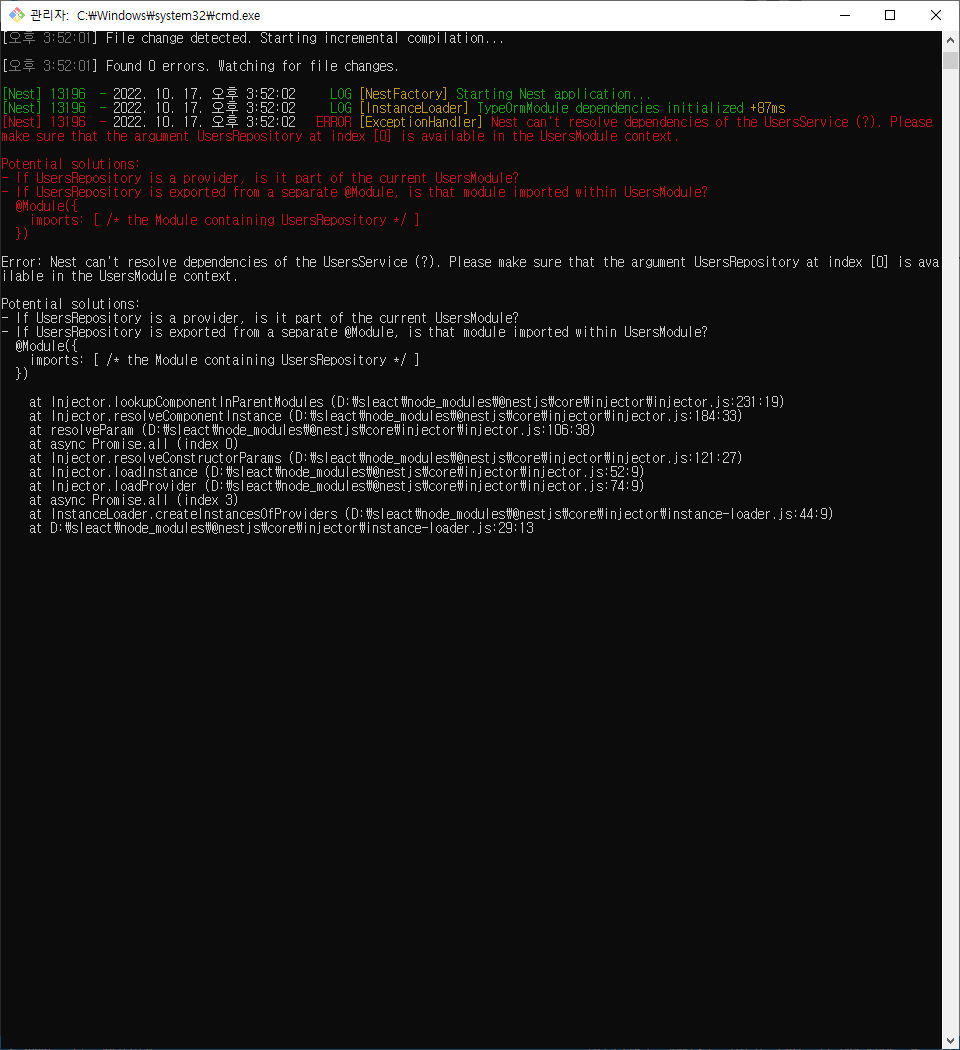 관리자: C:₩Windows₩system32₩cmd.exe
[오후 3:52:01] File change detected. Starting incremental compilation...
[오후 3:52:01] Found 0 errors. Watching for file changes.
[Nest] 13196 - 2022. 10. 17. 오후 3:52:02 LOG [NestFactory] Starting Nest application...
[Nest] 13196 - 2022. 10. 17. 오후 3:52:02 LOG [InstanceLoader] TypeOrmModule dependencies initialized +87ms
[Nest] 13196 - 2022. 10. 17. 오후 3:52:02 ERROR [ExceptionHandler] Nest can't resolve dependencies of the UsersService (?). Please
make sure that the argument UsersRepository at index [0] is available in the UsersModule context.
Potential solutions:
- If UsersRepository is a provider, is it part of the current UsersModule?
- If UsersRepository is exported from a separate @Module, is that module imported within UsersModule?
@Module({
imports: [ /* the Module containing UsersRepository */ ]
})
Error: Nest can't resolve dependencies of the UsersService (?). Please make sure that the argument UsersRepository at index [0] is ava
ilable in the UsersModule context.
Potential solutions:
- If UsersRepository is a provider, is it part of the current UsersModule?
- If UsersRepository is exported from a separate @Module, is that module imported within UsersModule?
@Module({
imports: [ /* the Module containing UsersRepository */ ]
})
at Injector.lookupComponentInParentModules (D:₩sleact₩node_modules₩@nestjs₩core₩injector₩injector.js:231:19)
at Injector.resolveComponentInstance (D:₩sleact₩node_modules₩@nestjs₩core₩injector₩injector.js:184:33)
at resolveParam (D:₩sleact₩node_modules₩@nestjs₩core₩injector₩injector.js:106:38)
at async Promise.all (index 0)
at Injector.resolveConstructorParams (D:₩sleact₩node_modules₩@nestjs₩core₩injector₩injector.js:121:27)
at Injector.loadInstance (D:₩sleact₩node_modules₩@nestjs₩core₩injector₩injector.js:52:9)
at Injector.loadProvider (D:₩sleact₩node_modules₩@nestjs₩core₩injector₩injector.js:74:9)
at async Promise.all (index 3)
at InstanceLoader.createInstancesOfProviders (D:₩sleact₩node_modules₩@nestjs₩core₩injector₩instance-loader.js:44:9)
at D:₩sleact₩node_modules₩@nestjs₩core₩injector₩instance-loader.js:29:13